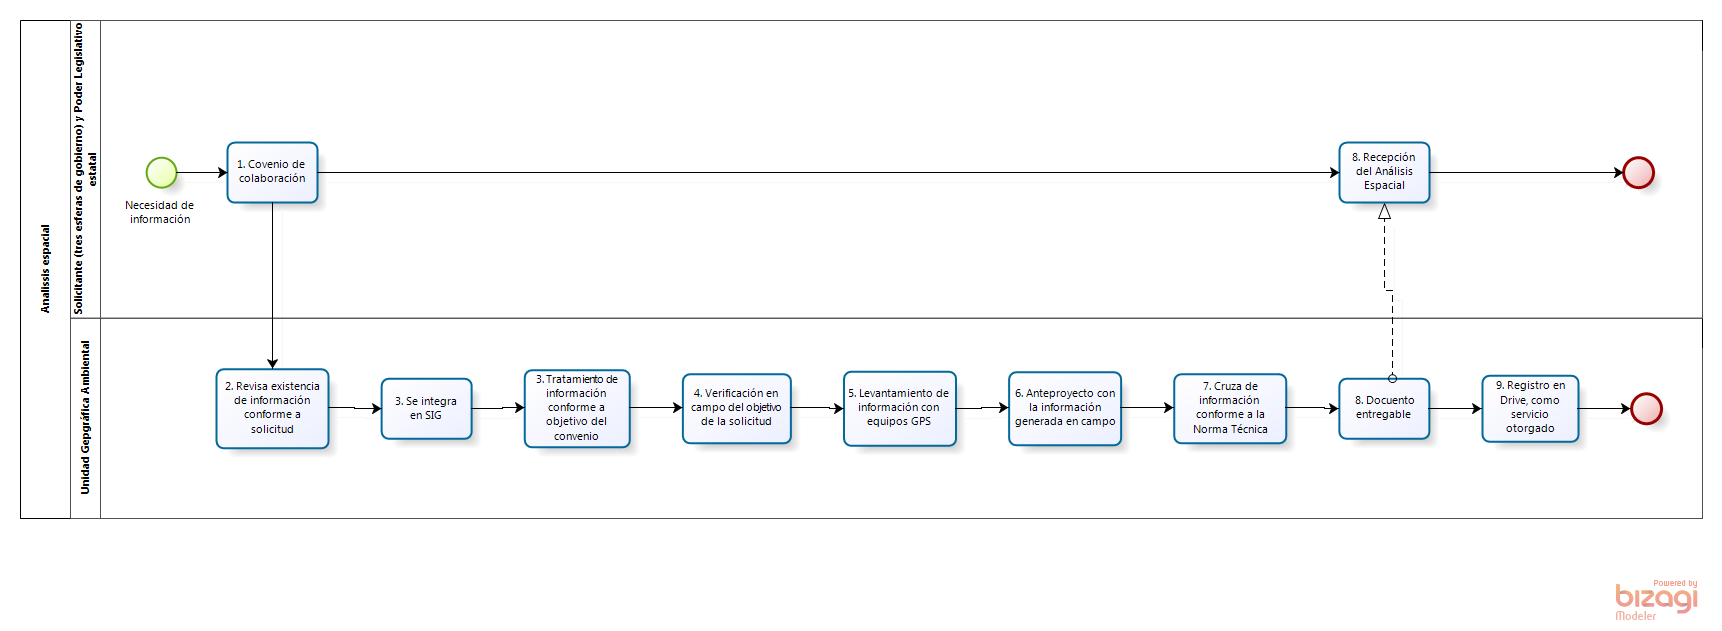 Analissis espacial
Solicitante (tres esferas de gobierno) y Poder Legislativo
estatal
Necesidad de
información
1. Covenio de
colaboración
8. Recepción
del Análisis
Espacial
Unidad Gepgráfica Ambiental
2. Revisa existencia
de información
conforme a
solicitud
3. Se integra
en SIG
3. Tratamiento de
información
conforme a
objetivo del
convenio
4. Verificación en
campo del objetivo
de la solicitud
5. Levantamiento de
información con
equipos GPS
6. Anteproyecto con
la información
generada en campo
7. Cruza de
información
conforme a la
Norma Técnica
8. Docuento
entregable
9. Registro en
Drive, como
servicio
otorgado
Powered by
bizagi
Modeler